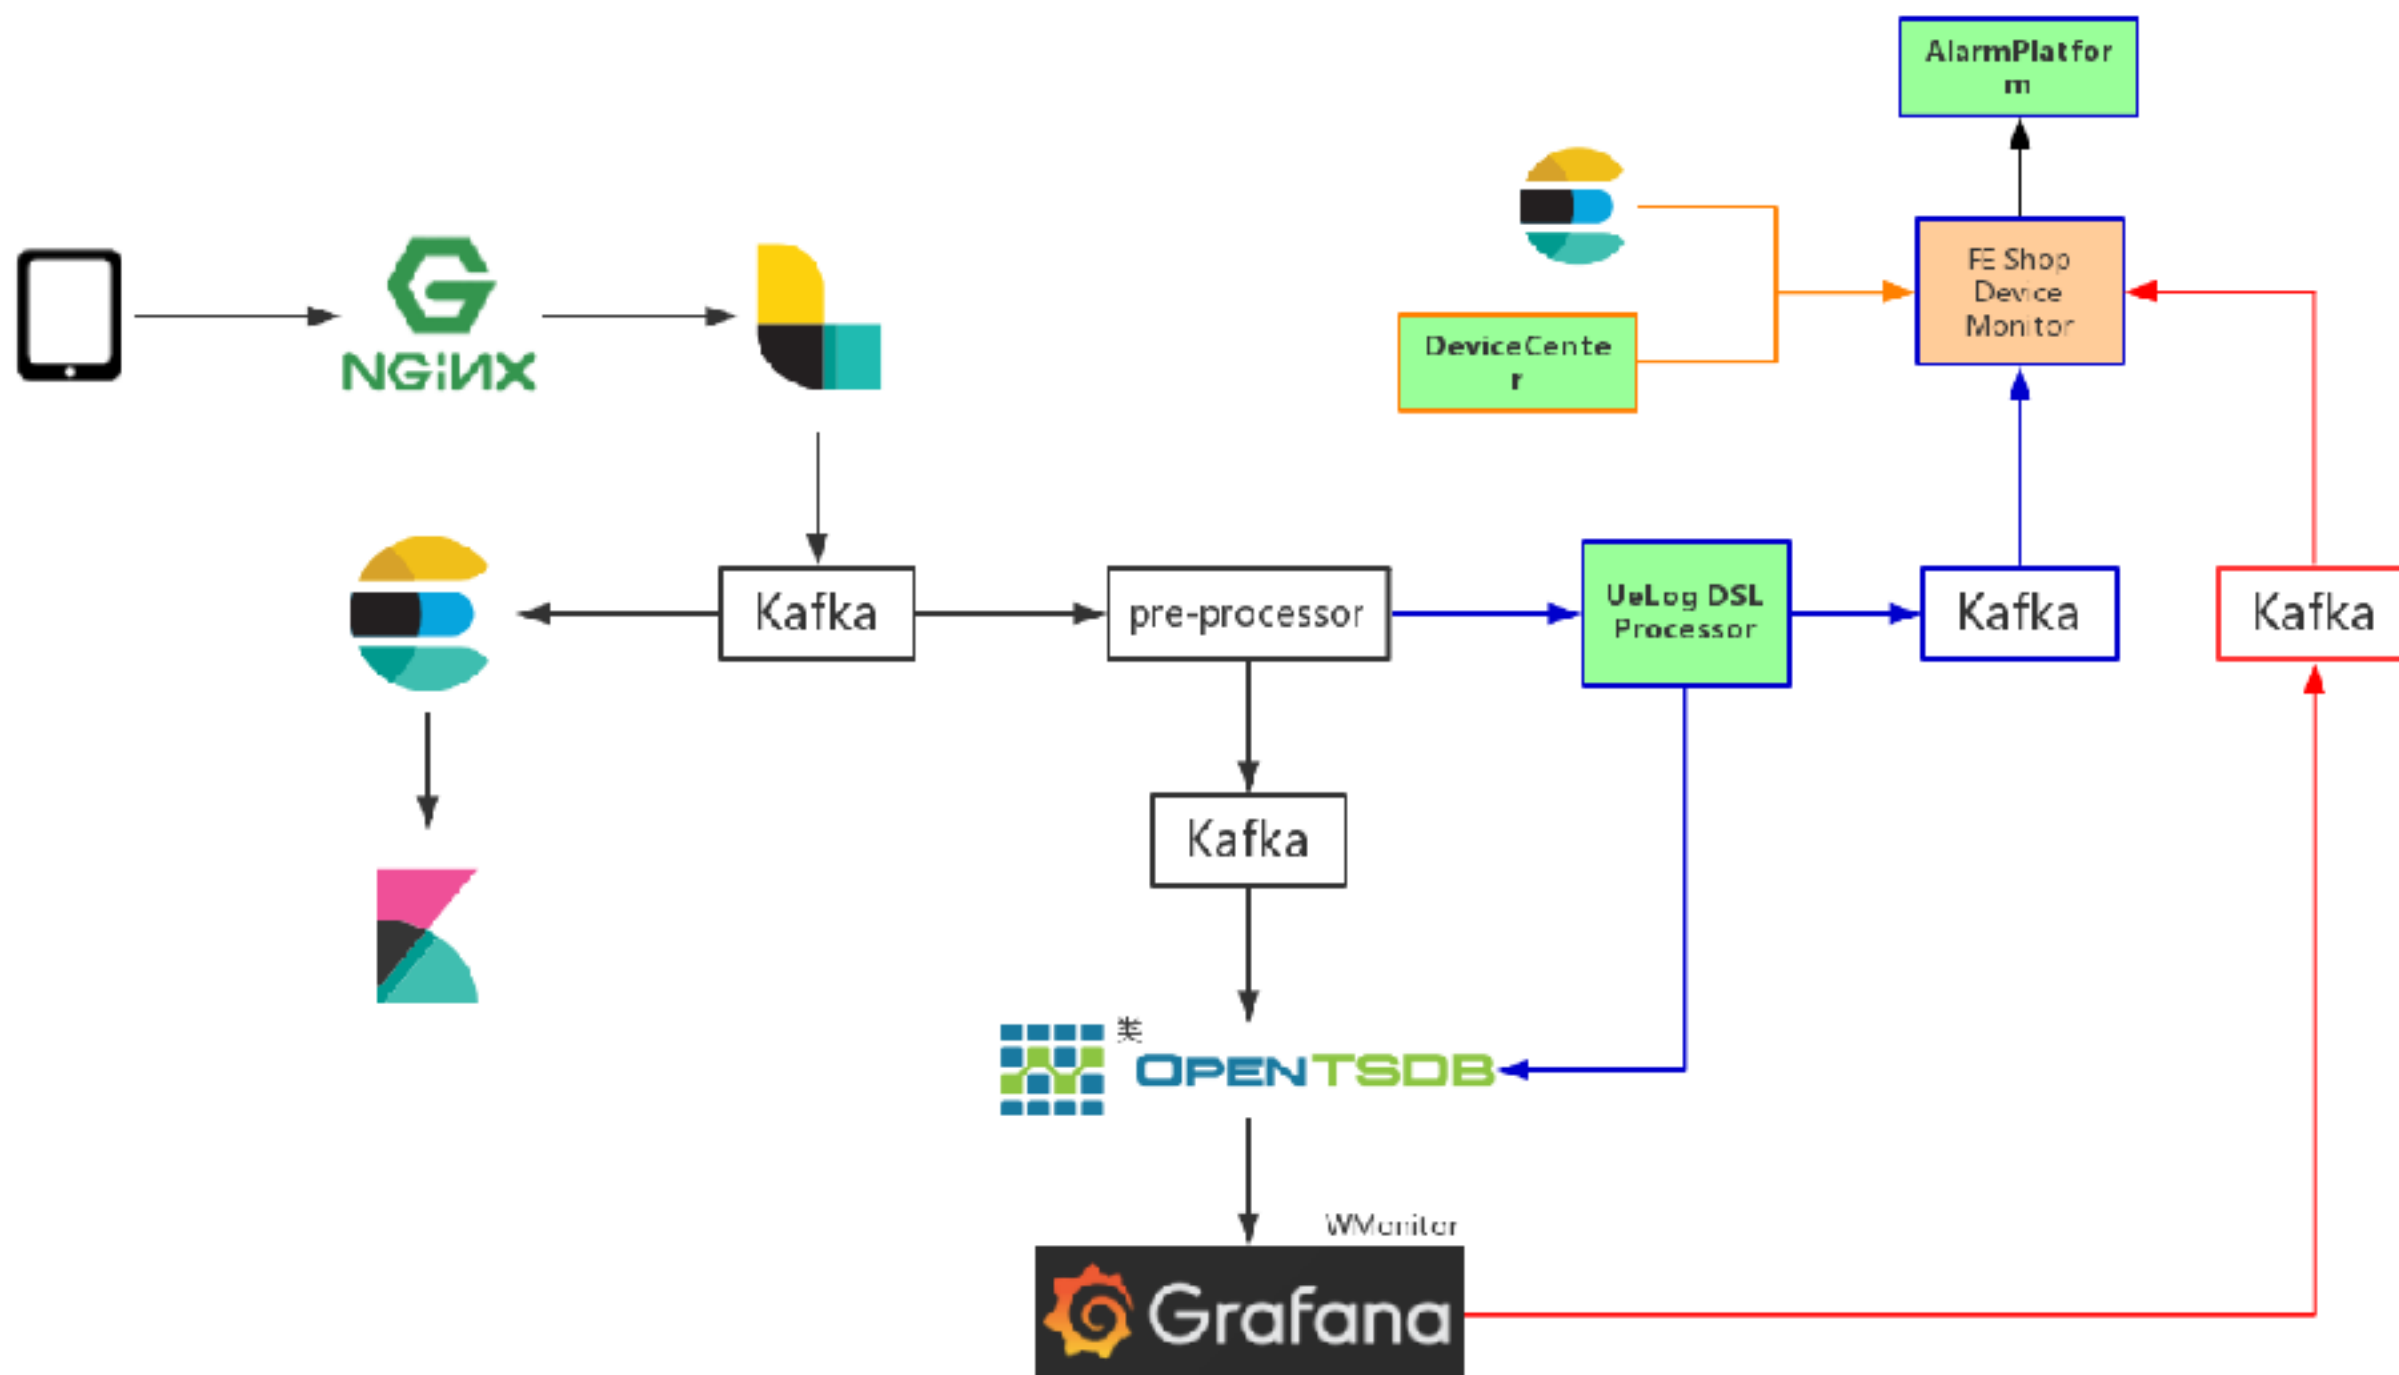 AlarmPlatfor
m
FE Shop
Device
Monitor
DeviceCente
r
NGiNX
Kafka
pre-processor
UeLog DSL
Processor
Kafka
Kafka
Kafka
类
OPENTSDB
WMonitor
Grafana